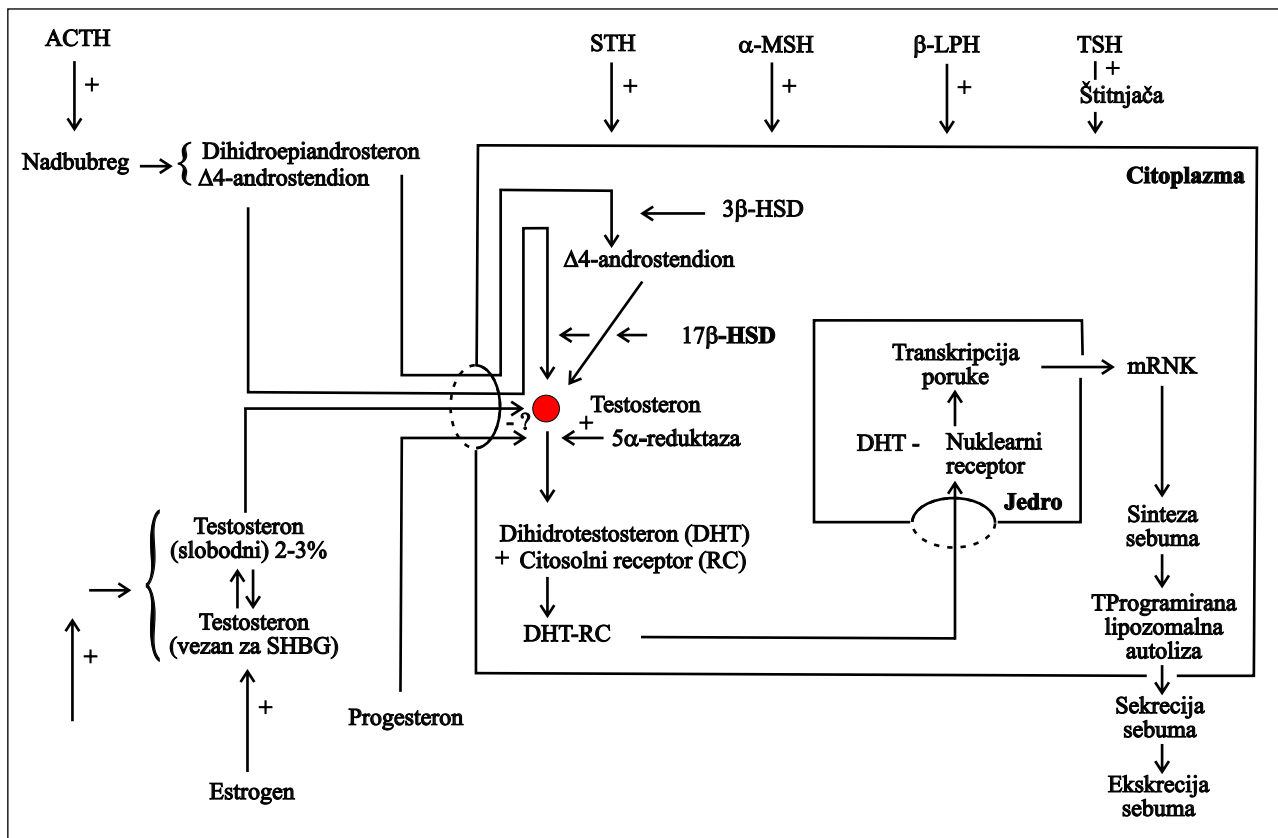 ACTH
+
Nadbubreg
Dihidroepiandrosteron
Δ4-androstendion
STH
+
α-MSH
+
β-LPH
+
TSH
+
Štitnjača
Citoplazma
3β-HSD
Δ4-androstendion
17β-HSD
Testosteron
- ?
+
5α-reduktaza
Dihidrotestosteron (DHT)
+ Citosolni receptor (RC)
DHT-RC
Transkripcija
poruke
DHT - Nuklearni
receptor
Jedro
mRNK
Sinteza
sebuma
TProgramirana
lipozomalna
autoliza
Sekrecija
sebuma
Ekskrecija
sebuma
Testosteron
(slobodni) 2-3%
Testosteron
(vezan za SHBG)
+
+
Estrogen
Progesteron